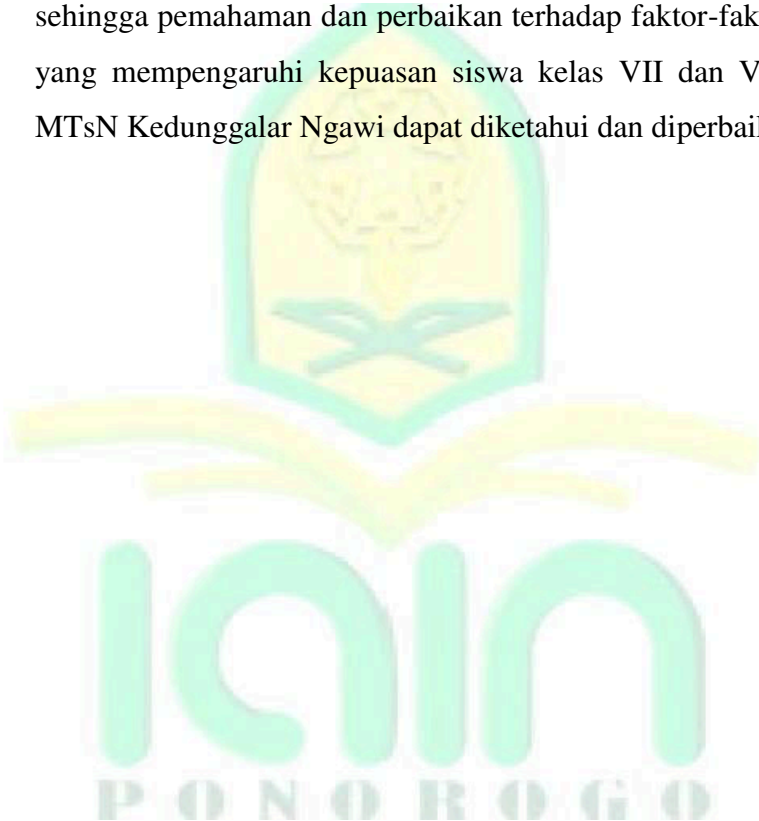 sehingga pemahaman dan perbaikan terhadap faktor-fak
yang mempengaruhi kepuasan siswa kelas VII dan V
MTsN Kedunggalar Ngawi dapat diketahui dan diperbail
iain
PONOROGO